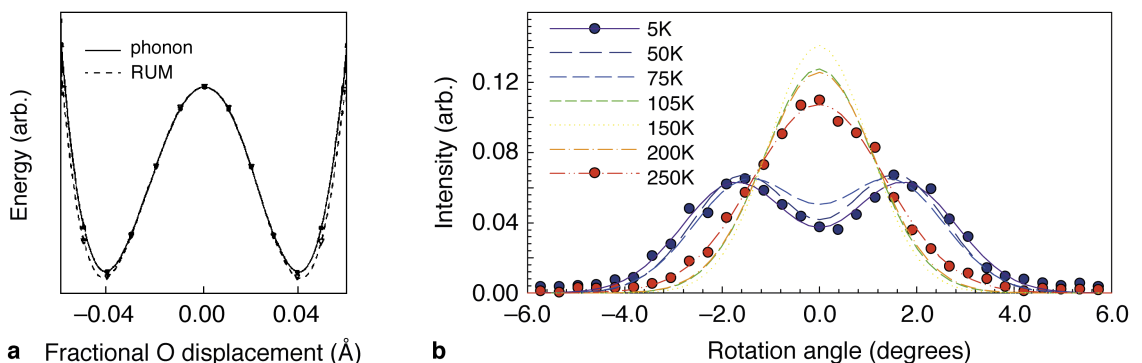 phonon
RUM
Energy (arb.)
−0.04 0.00 0.04
a Fractional O displacement (Å)
5K
50K
75K
105K
150K
200K
250K
Intensity (arb.)
0.12
0.08
0.04
0.00
−6.0 −4.0 −2.0 0.0 2.0 4.0 6.0
b Rotation angle (degrees)